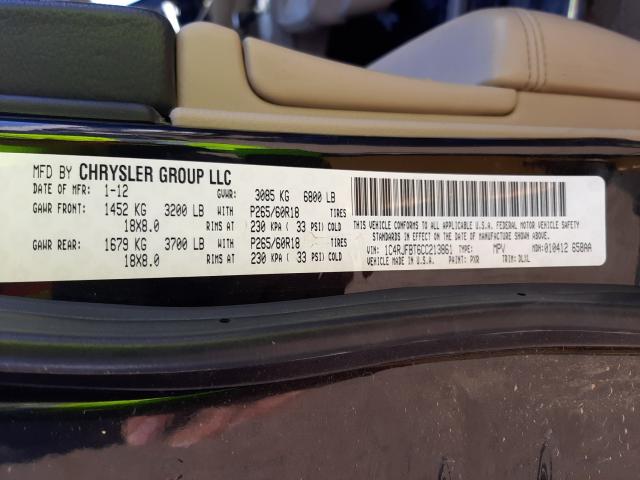 MFD BY CHRYSLER GROUP LLC
DATE OF MFR: 1-12 GVWR: 3085 KG 6800 LB
GAWR FRONT: 1452 KG 3200 LB WITH P265/60R18 TIRES
18X8.0 RIMS AT 230 KPA ( 33 PSI) COLD
GAWR REAR: 1679 KG 3700 LB WITH P265/60R18 TIRES
18X8.0 RIMS AT 230 KPA ( 33 PSI) COLD
THIS VEHICLE CONFORMS TO ALL APPLICABLE U.S.A. FEDERAL MOTOR VEHICLE SAFETY
STANDARDS IN EFFECT ON THE DATE OF MANUFACTURE SHOWN ABOVE.
VIN: 1C4RJFBT6CC213861 TYPE: MPV MDH: 010412 658AA
VEHICLE MADE IN U.S.A. PAINT: PXR TRIM: DLXL